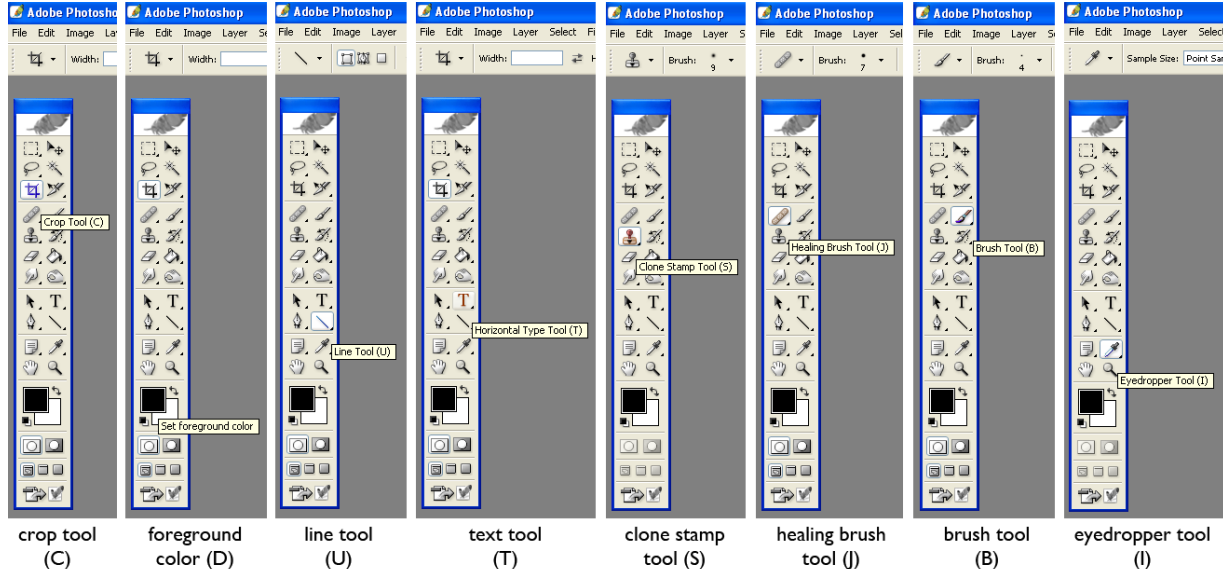 Adobe Photoshop
File Edit Image
Width:
Crop Tool (C)
crop tool
(C)
Adobe Photoshop
File Edit Image Layer
Width:
Set foreground color
foreground
color (D)
Adobe Photoshop
File Edit Image Layer
Line Tool (U)
line tool
(U)
Adobe Photoshop
File Edit Image Layer Select
Width:
T
Horizontal Type Tool (T)
text tool
(T)
Adobe Photoshop
File Edit Image Layer
Brush:
9
Clone Stamp Tool (S)
clone stamp
tool (S)
Adobe Photoshop
File Edit Image Layer
Brush:
7
Healing Brush Tool (J)
healing brush
tool (J)
Adobe Photoshop
File Edit Image Layer
Brush:
4
Brush Tool (B)
brush tool
(B)
Adobe Photoshop
File Edit Image Layer Select
Sample Size: Point Sam
Eyedropper Tool (I)
eyedropper tool
(I)